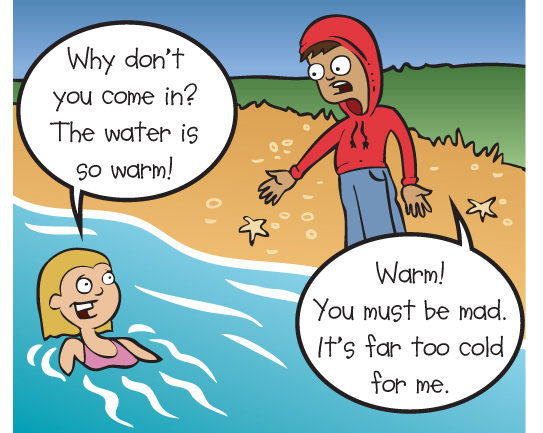 Why don't
you come in?
The water is
so warm!
Warm!
You must be mad.
It's far too cold
for me.